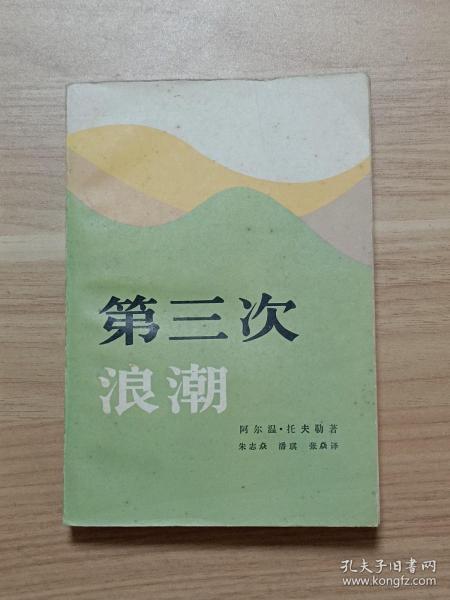 第三次
浪潮
阿尔温·托夫勒著
朱志焱 潘琪 张焱译
孔夫子旧书网
www.kongfz.com